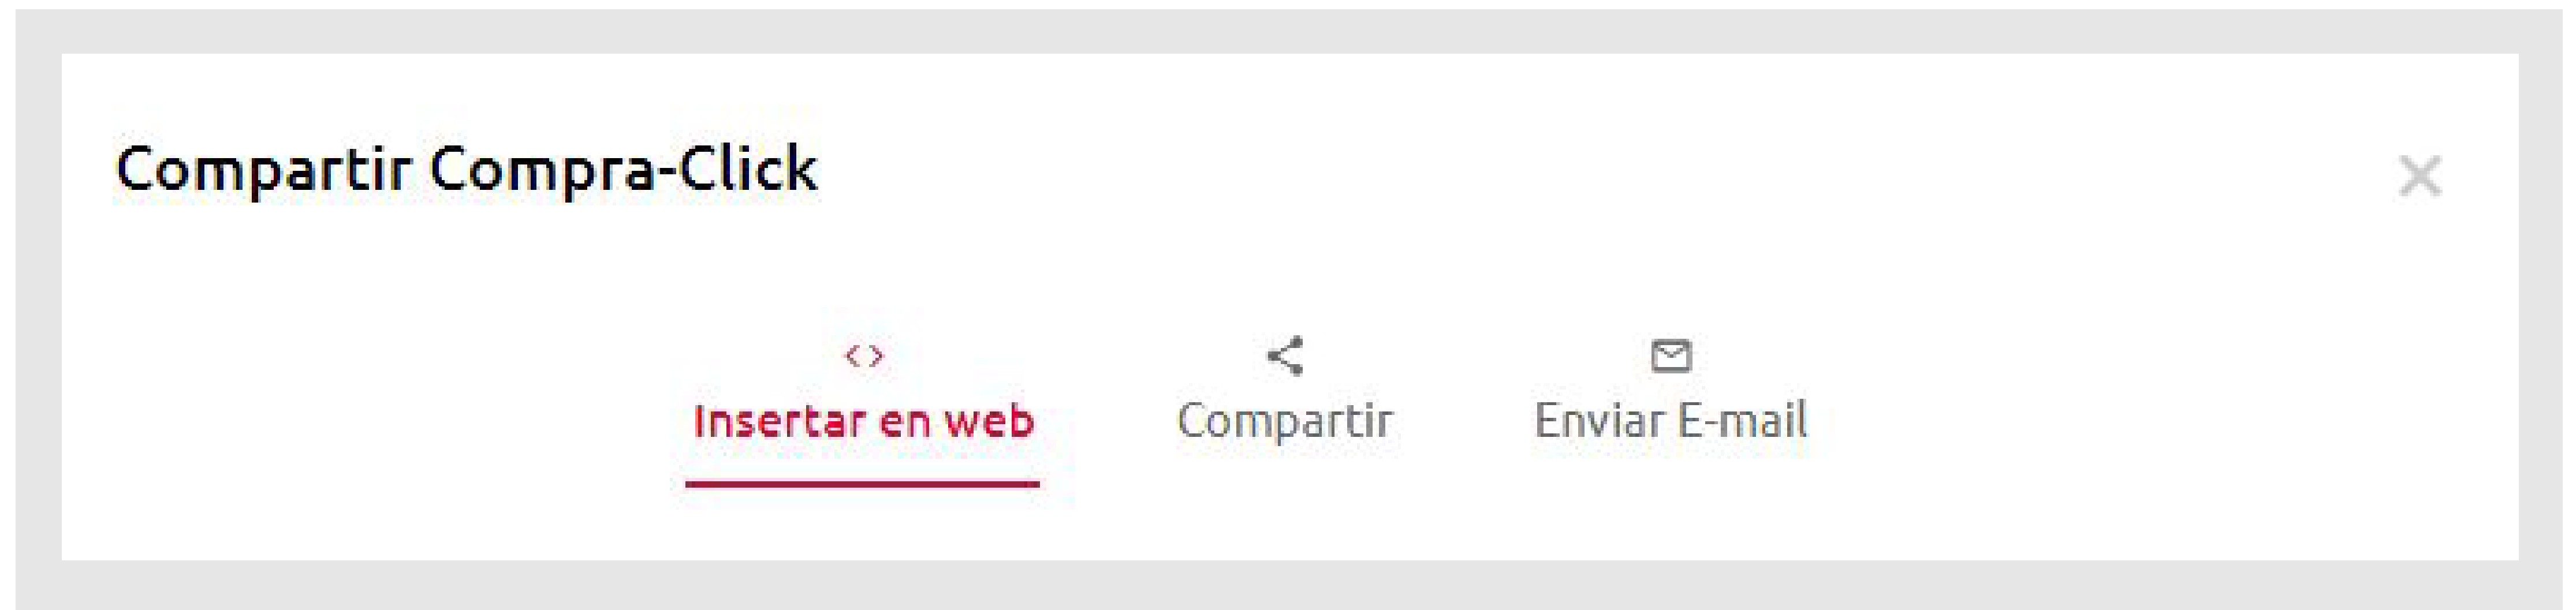 Compartir Compra-Click
Insertar en web
Compartir
Enviar E-mail